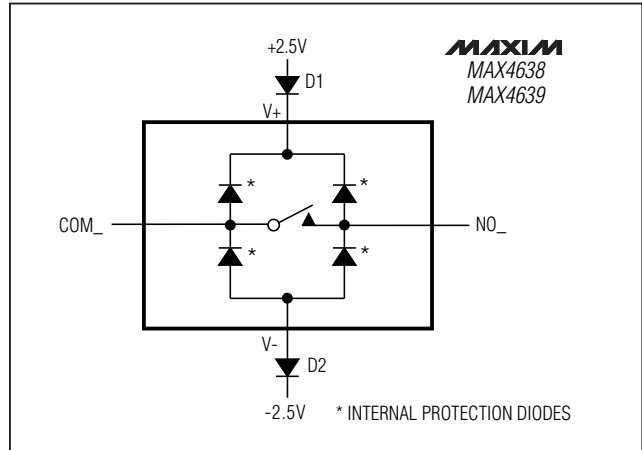 +2.5V
MAXIM
MAX4638
MAX4639
D1
V+
*
*
COM_
NO_
*
*
V-
D2
-2.5V
* INTERNAL PROTECTION DIODES